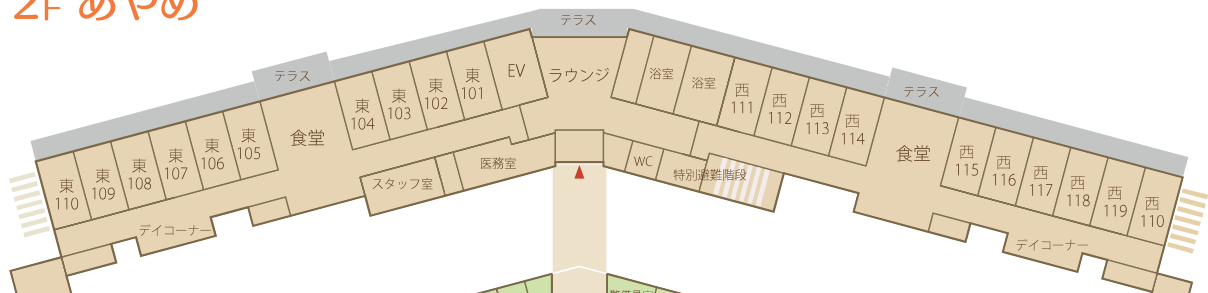 2F あやめ
テラス
テラス
テラス
東
110
東
109
東
108
東
107
東
106
東
105
食堂
東
104
東
103
東
102
東
101
EV
ラウンジ
浴室
浴室
西
111
西
112
西
113
西
114
食堂
西
115
西
116
西
117
西
118
西
119
西
110
デイコーナー
スタッフ室
医務室
WC
特別避難階段
デイコーナー